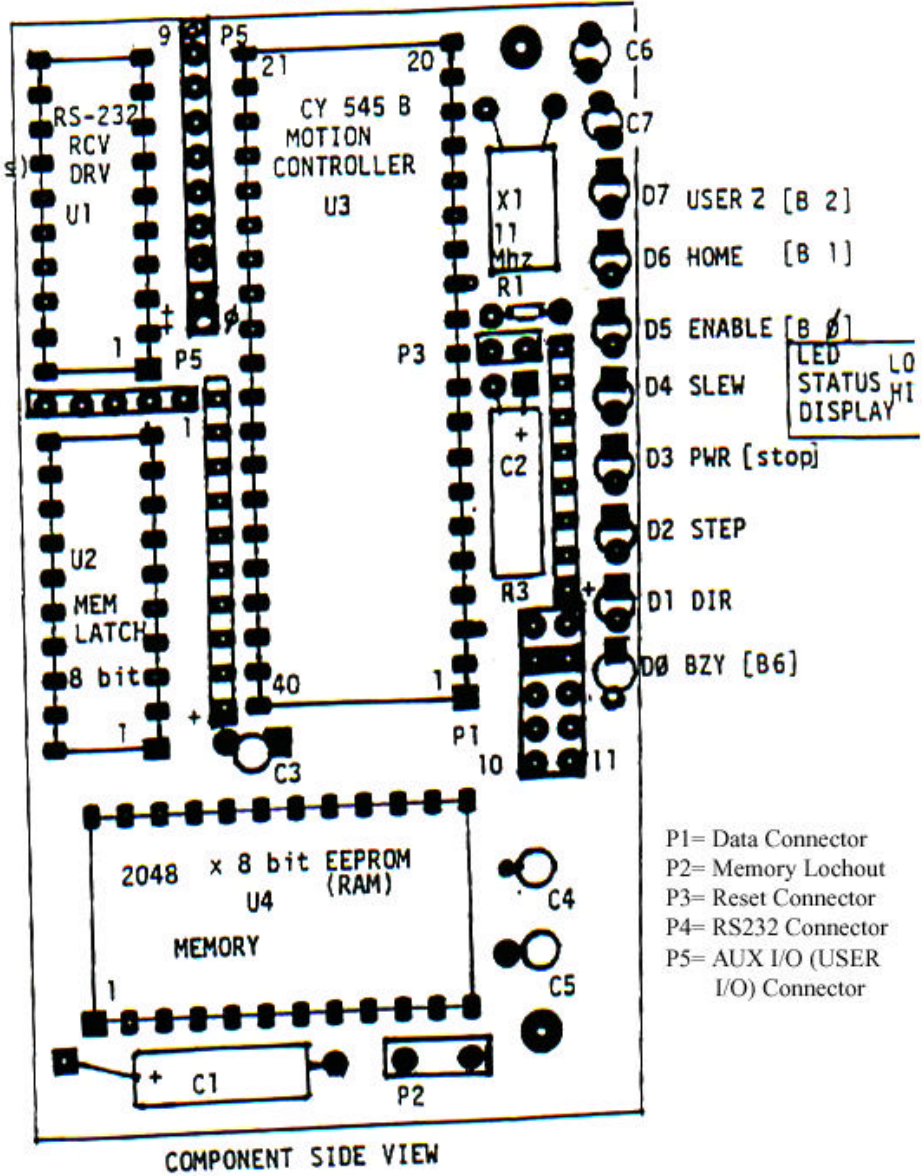 9 P5
21 20
C6
RS-232
RCV
DRV
U1
s)
CY 545 B
MOTION
CONTROLLER
U3
C7
X1
11
Mhz
R1
D7 USER 2 [B 2]
D6 HOME [B 1]
D5 ENABLE [B Ø]
LED
STATUS
DISPLAY
LO
HI
1
+
Ø
P5
P3
D4 SLEW
1
+
C2
D3 PWR [stop]
D2 STEP
U2
MEM
LATCH
8 bit
1
R3
+
D1 DIR
DØ BZY [B6]
40 1
+
P1
10 11
C3
2048 x 8 bit EEPROM
(RAM)
U4
MEMORY
1
C4
C5
P1= Data Connector
P2= Memory Lochout
P3= Reset Connector
P4= RS232 Connector
P5= AUX I/O (USER
I/O) Connector
+ C1
P2
COMPONENT SIDE VIEW